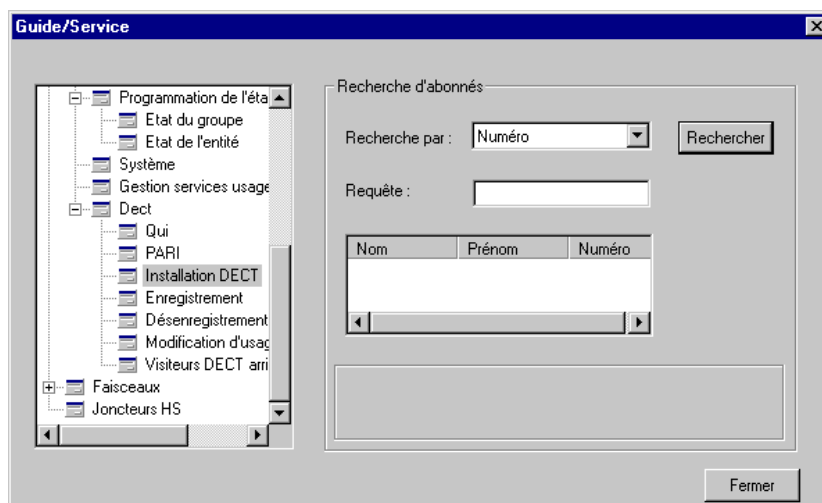 Guide/Service
Programmation de l'éta
Etat du groupe
Etat de l'entité
Système
Gestion services usage
Dect
Qui
PARI
Installation DECT
Enregistrement
Désenregistrement
Modification d'usag
Visiteurs DECT arri
Faisceaux
Joncteurs HS
Recherche d'abonnés
Recherche par : Numéro Rechercher
Requête :
Nom Prénom Numéro
Fermer